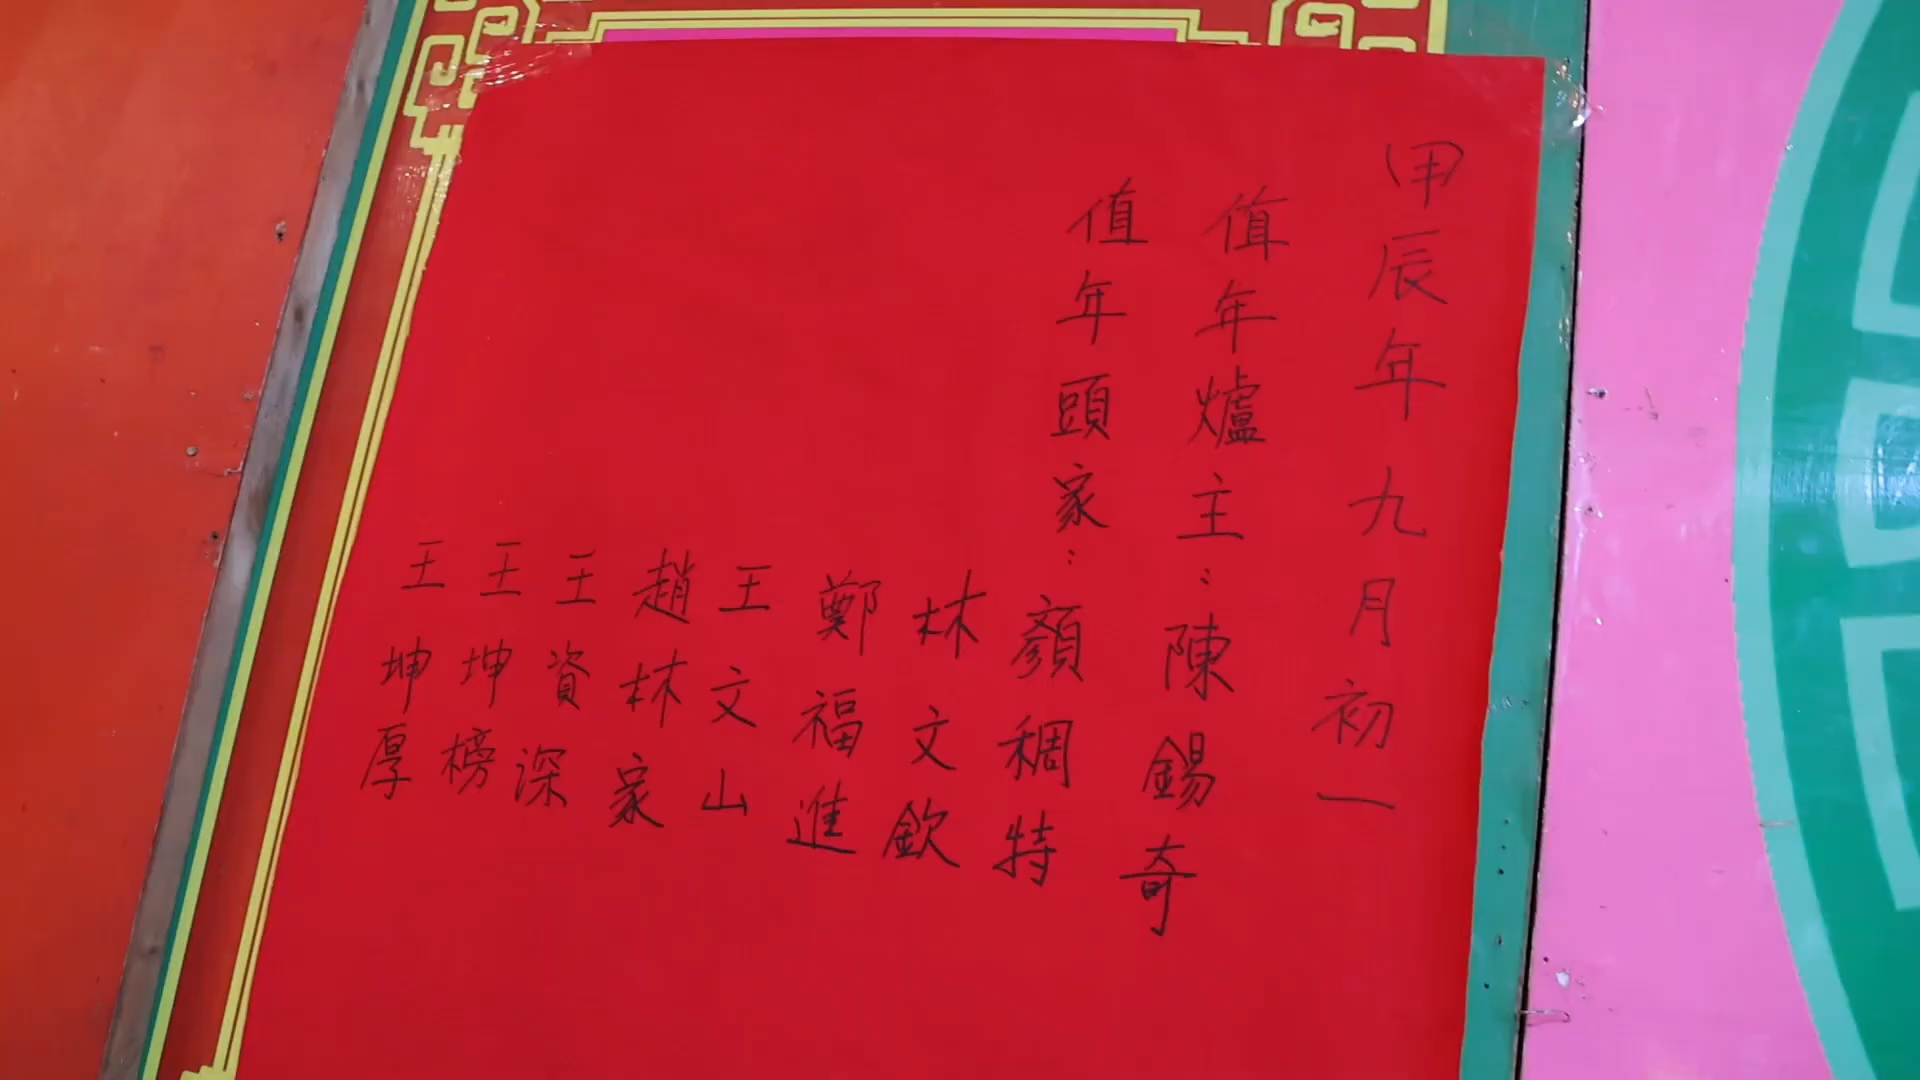 甲辰年九月初一
值年爐主：陳錫奇
值年頭家：顏稠特
林文欽
鄭福進
王文山
趙林家
王資深
王坤榜
王坤厚